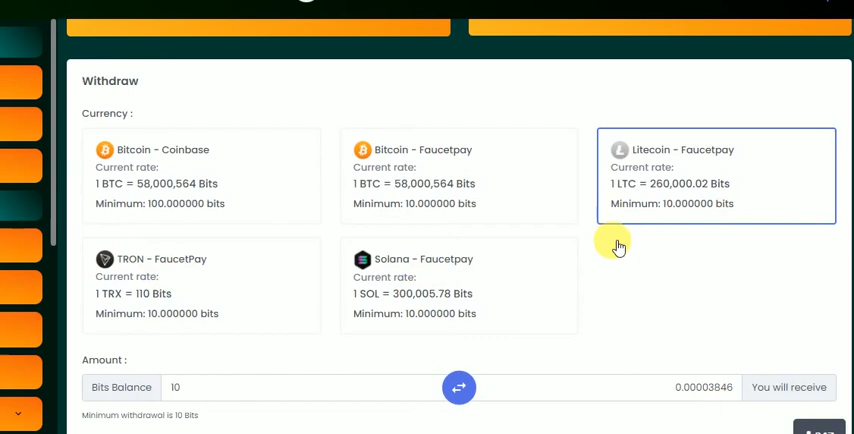 Withdraw
Currency :
Bitcoin - Coinbase
Current rate:
1 BTC = 58,000,564 Bits
Minimum: 100.000000 bits
Bitcoin - Faucetpay
Current rate:
1 BTC = 58,000,564 Bits
Minimum: 10.000000 bits
Litecoin - Faucetpay
Current rate:
1 LTC = 260,000.02 Bits
Minimum: 10.000000 bits
TRON - FaucetPay
Current rate:
1 TRX = 110 Bits
Minimum: 10.000000 bits
Solana - Faucetpay
Current rate:
1 SOL = 300,005.78 Bits
Minimum: 10.000000 bits
Amount :
Bits Balance 10 0.00003846 You will receive
Minimum withdrawal is 10 Bits